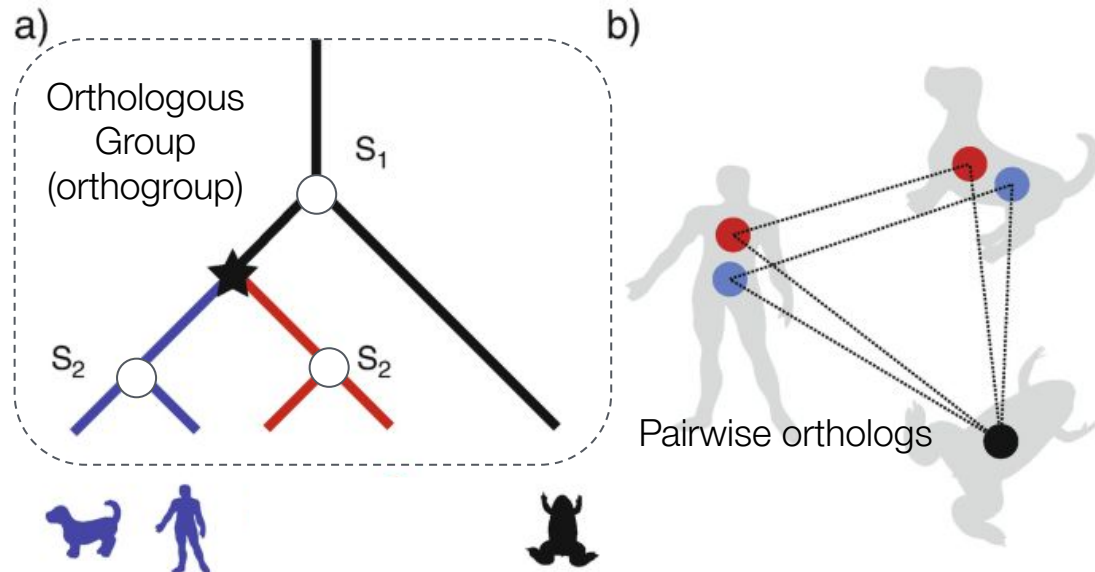 a)
Orthologous
Group
(orthogroup)
S₁
S₂
S₂
b)
Pairwise orthologs